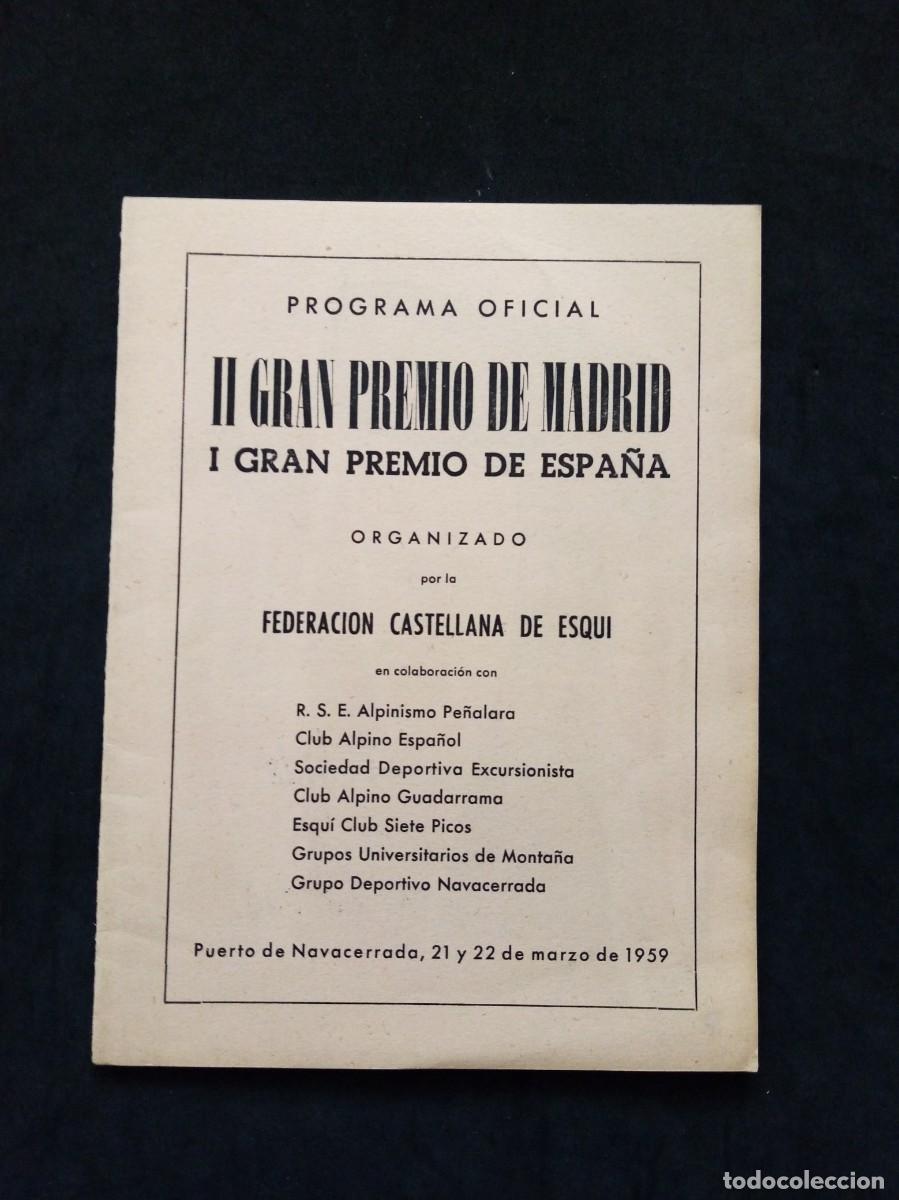 PROGRAMA OFICIAL
II GRAN PREMIO DE MADRID
I GRAN PREMIO DE ESPAÑA
ORGANIZADO
por la
FEDERACION CASTELLANA DE ESQUI
en colaboración con
R. S. E. Alpinismo Peñalara
Club Alpino Español
Sociedad Deportiva Excursionista
Club Alpino Guadarrama
Esquí Club Siete Picos
Grupos Universitarios de Montaña
Grupo Deportivo Navacerrada
Puerto de Navacerrada, 21 y 22 de marzo de 1959
todocoleccion